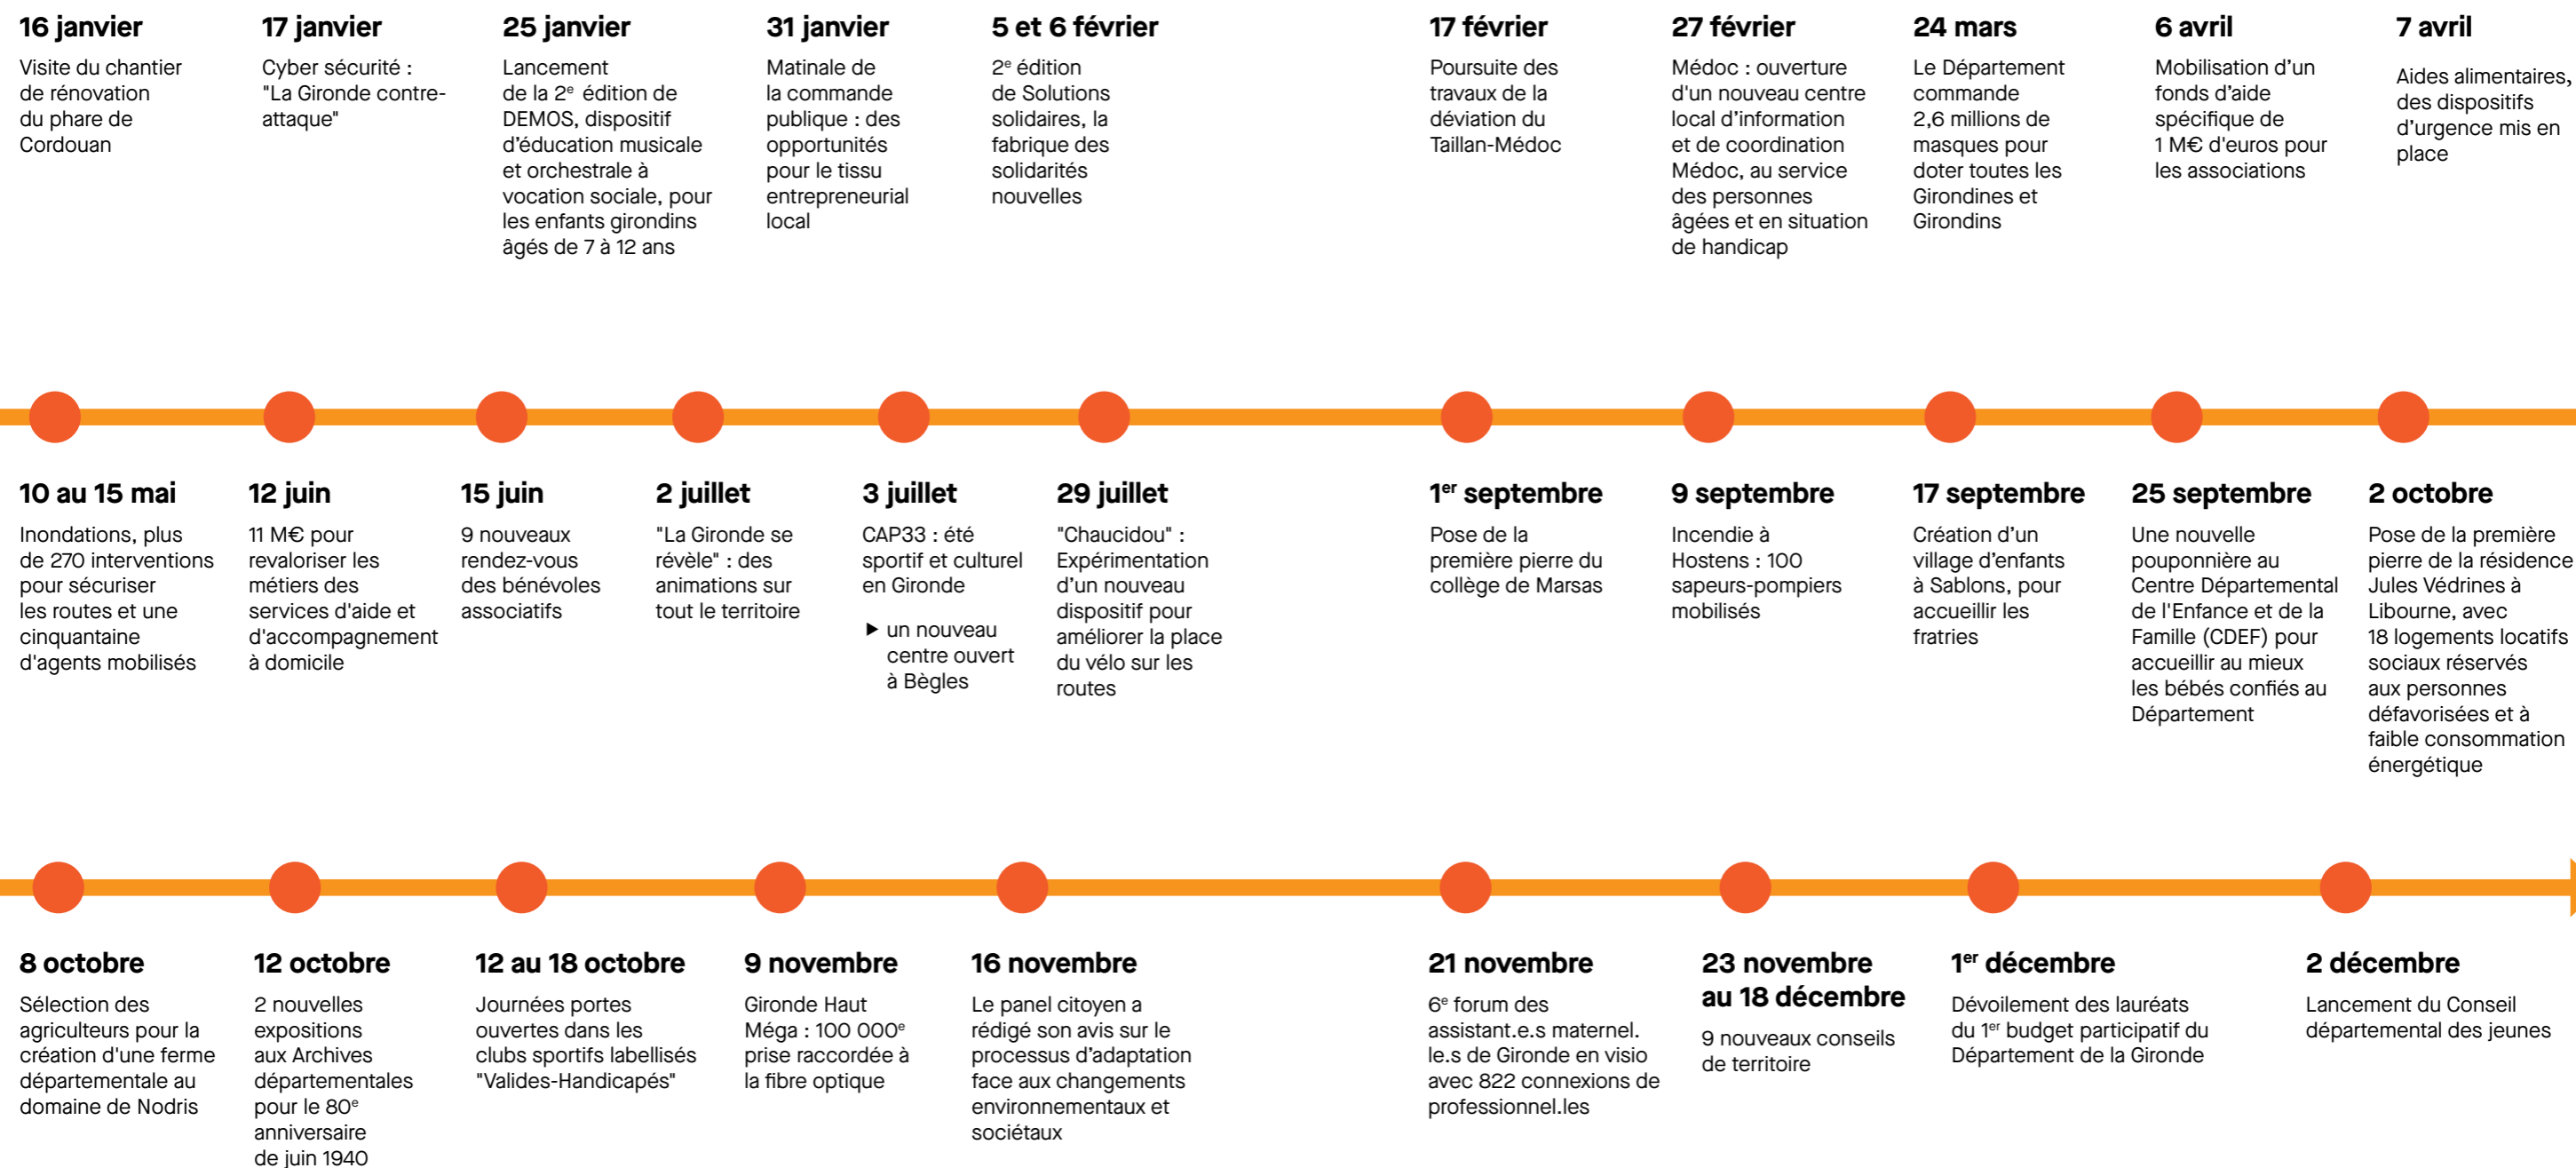 16 janvier
Visite du chantier
de rénovation
du phare de
Cordouan
17 janvier
Cyber sécurité :
"La Gironde contre-
attaque"
25 janvier
Lancement
de la 2e édition de
DEMOS, dispositif
d'éducation musicale
et orchestrale à
vocation sociale, pour
les enfants girondins
âgés de 7 à 12 ans
31 janvier
Matinale de
la commande
publique : des
opportunités
pour le tissu
entrepreneurial
local
5 et 6 février
2e édition
de Solutions
solidaires, la
fabrique des
solidarités
nouvelles
17 février
Poursuite des
travaux de la
déviation du
Taillan-Médoc
27 février
Médoc : ouverture
d'un nouveau centre
local d'information
et de coordination
Médoc, au service
des personnes
âgées et en situation
de handicap
24 mars
Le Département
commande
2,6 millions de
masques pour
doter toutes les
Girondines et
Girondins
6 avril
Mobilisation d'un
fonds d'aide
spécifique de
1 M€ d'euros pour
les associations
7 avril
Aides alimentaires,
des dispositifs
d'urgence mis en
place
10 au 15 mai
Inondations, plus
de 270 interventions
pour sécuriser
les routes et une
cinquantaine
d'agents mobilisés
12 juin
11 M€ pour
revaloriser les
métiers des
services d'aide et
d'accompagnement
à domicile
15 juin
9 nouveaux
rendez-vous
des bénévoles
associatifs
2 juillet
"La Gironde se
révèle" : des
animations sur
tout le territoire
3 juillet
CAP33 : été
sportif et culturel
en Gironde
▶ un nouveau
centre ouvert
à Bègles
29 juillet
"Chaucidou" :
Expérimentation
d'un nouveau
dispositif pour
améliorer la place
du vélo sur les
routes
1er septembre
Pose de la
première pierre du
collège de Marsas
9 septembre
Incendie à
Hostens : 100
sapeurs-pompiers
mobilisés
17 septembre
Création d'un
village d'enfants
à Sablons, pour
accueillir les
fratries
25 septembre
Une nouvelle
pouponnière au
Centre Départemental
de l'Enfance et de la
Famille (CDEF) pour
accueillir au mieux
les bébés confiés au
Département
2 octobre
Pose de la première
pierre de la résidence
Jules Védrines à
Libourne, avec
18 logements locatifs
sociaux réservés
aux personnes
défavorisées et à
faible consommation
énergétique
8 octobre
Sélection des
agriculteurs pour la
création d'une ferme
départementale au
domaine de Nodris
12 octobre
2 nouvelles
expositions
aux Archives
départementales
pour le 80e
anniversaire
de juin 1940
12 au 18 octobre
Journées portes
ouvertes dans les
clubs sportifs labellisés
"Valides-Handicapés"
9 novembre
Gironde Haut
Méga : 100 000e
prise raccordée à
la fibre optique
16 novembre
Le panel citoyen a
rédigé son avis sur le
processus d'adaptation
face aux changements
environnementaux et
sociétaux
21 novembre
6e forum des
assistant.e.s maternel.
le.s de Gironde en visio
avec 822 connexions de
professionnel.les
23 novembre
au 18 décembre
9 nouveaux conseils
de territoire
1er décembre
Dévoilement des lauréats
du 1er budget participatif du
Département de la Gironde
2 décembre
Lancement du Conseil
départemental des jeunes